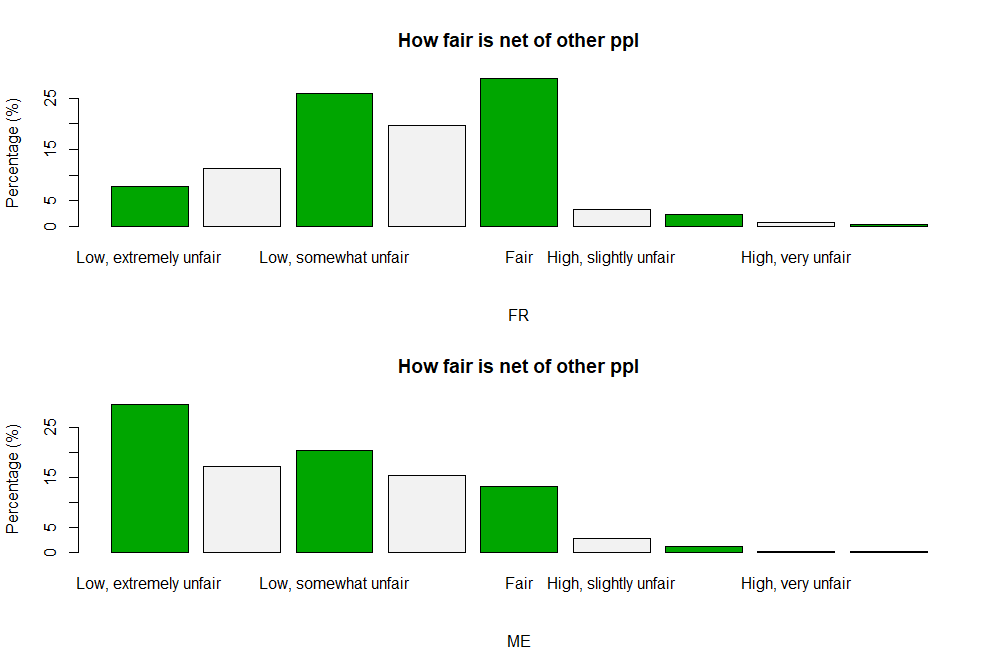 How fair is net of other ppl
Percentage (%)
25
15
5
0
Low, extremely unfair Low, somewhat unfair Fair High, slightly unfair High, very unfair
FR
How fair is net of other ppl
Percentage (%)
25
15
5
0
Low, extremely unfair Low, somewhat unfair Fair High, slightly unfair High, very unfair
ME